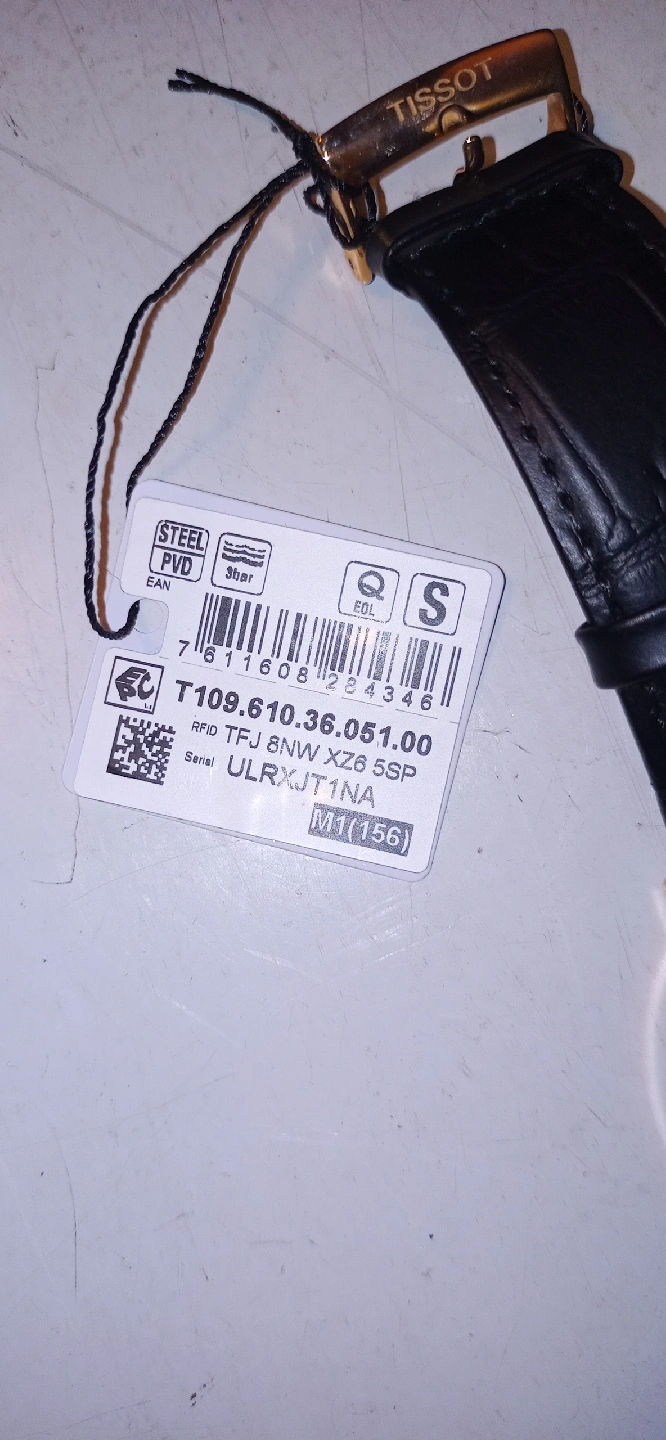 TISSOT
STEEL
PVD
3bar
Q
EOL
S
EAN
7 611608 284346
T109.610.36.051.00
RFID TFJ 8NW XZ6 5SP
Serial ULRXJT1NA
M1(156)